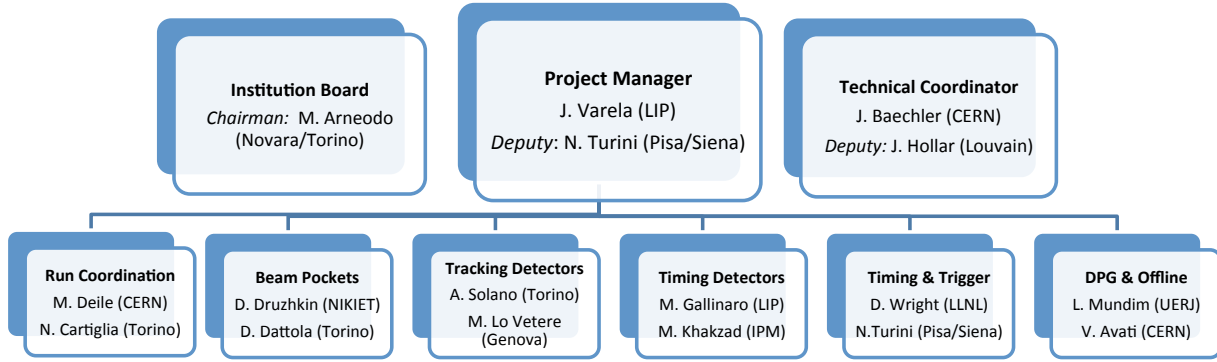 Institution Board
Chairman: M. Arneodo
(Novara/Torino)
Project Manager
J. Varela (LIP)
Deputy: N. Turini (Pisa/Siena)
Technical Coordinator
J. Baechler (CERN)
Deputy: J. Hollar (Louvain)
Run Coordination
M. Deile (CERN)
N. Cartiglia (Torino)
Beam Pockets
D. Druzhkin (NIKIET)
D. Dattola (Torino)
Tracking Detectors
A. Solano (Torino)
M. Lo Vetere
(Genova)
Timing Detectors
M. Gallinaro (LIP)
M. Khakzad (IPM)
Timing & Trigger
D. Wright (LLNL)
N.Turini (Pisa/Siena)
DPG & Offline
L. Mundim (UERJ)
V. Avati (CERN)